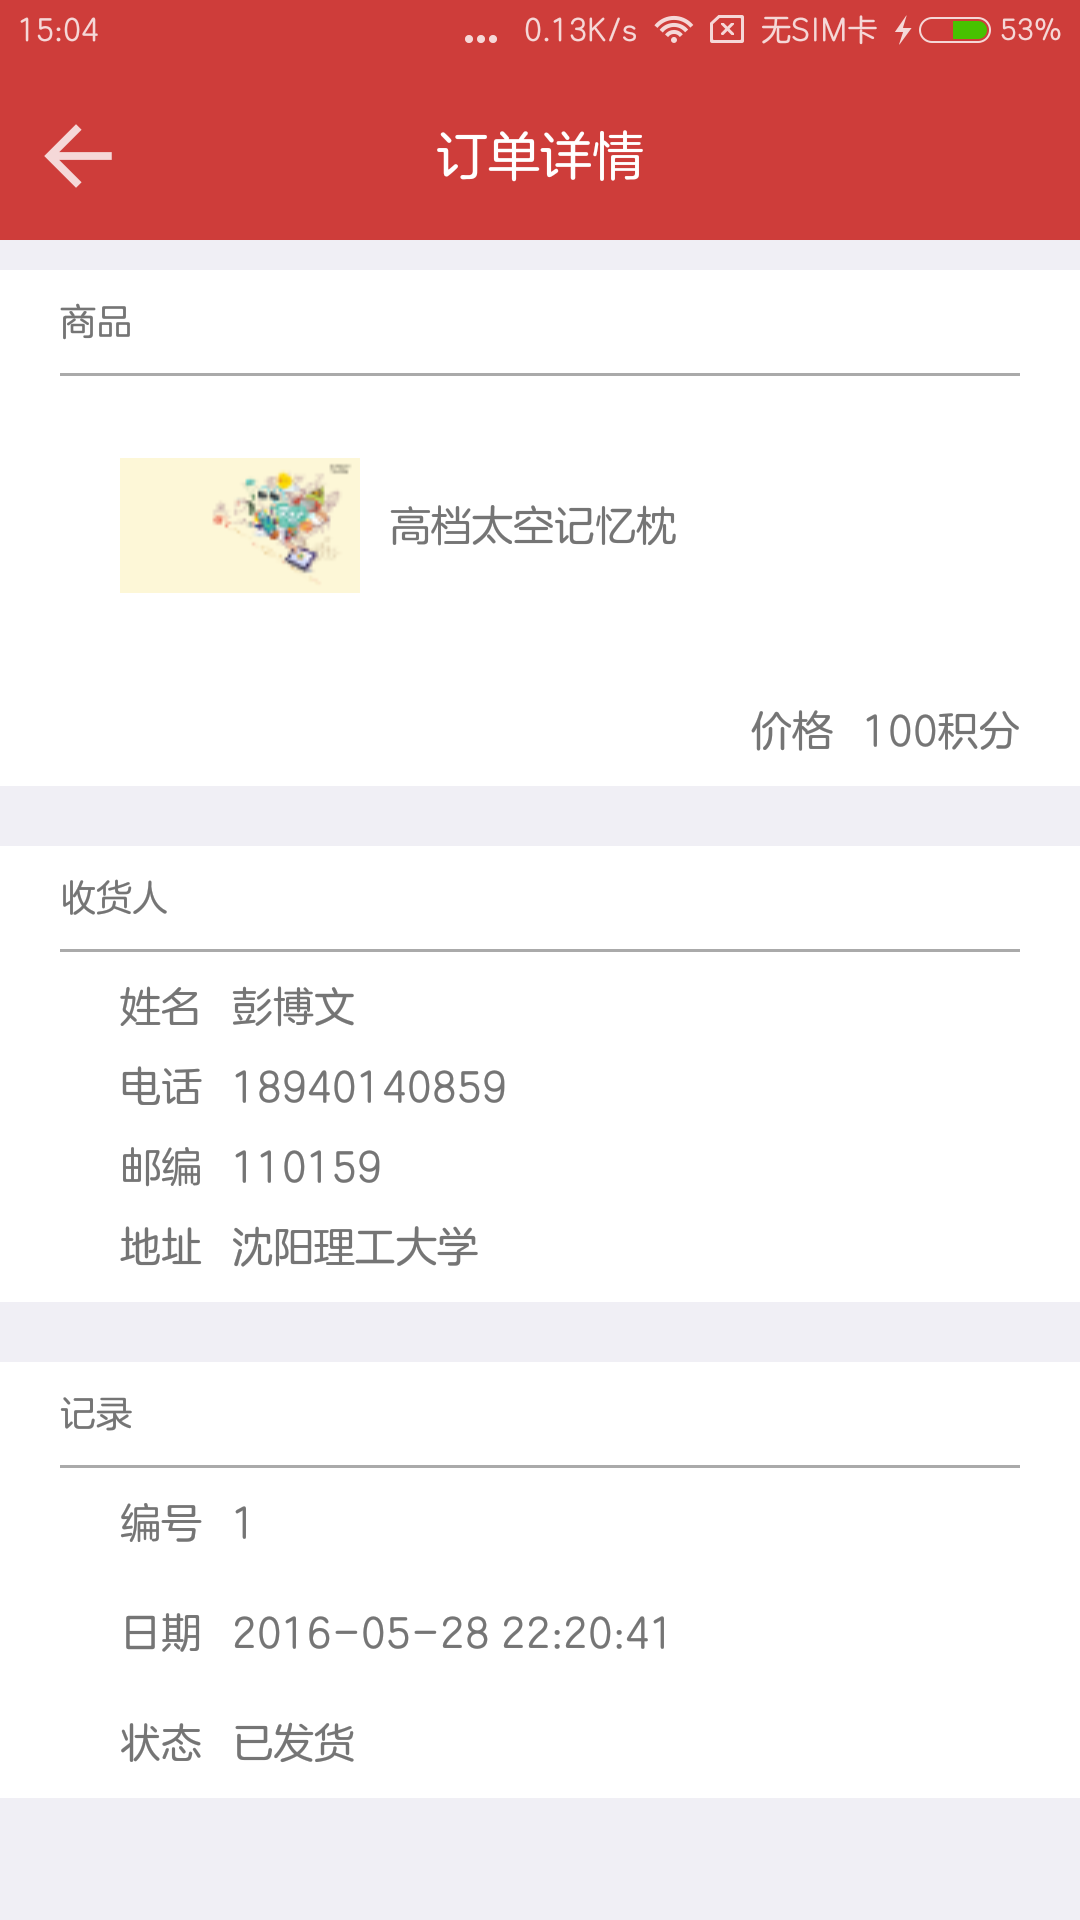 15:04 ... 0.13K/s 无SIM卡 53%
订单详情
商品
高档太空记忆枕
价格 100积分
收货人
姓名 彭博文
电话 18940140859
邮编 110159
地址 沈阳理工大学
记录
编号 1
日期 2016-05-28 22:20:41
状态 已发货